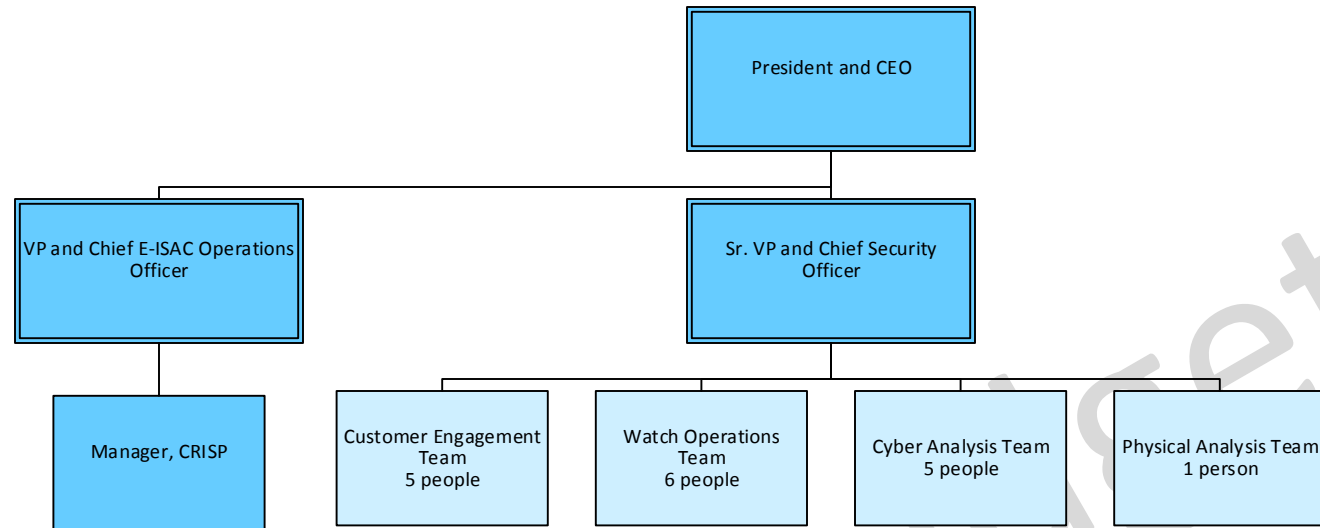 President and CEO
VP and Chief E-ISAC Operations
Officer
Sr. VP and Chief Security
Officer
Manager, CRISP
Customer Engagement
Team
5 people
Watch Operations
Team
6 people
Cyber Analysis Team
5 people
Physical Analysis Team
1 person